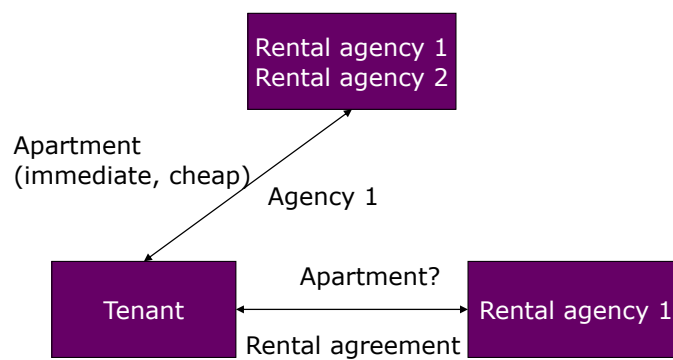 Rental agency 1
Rental agency 2
Apartment
(immediate, cheap)
Agency 1
Apartment?
Tenant
Rental agency 1
Rental agreement